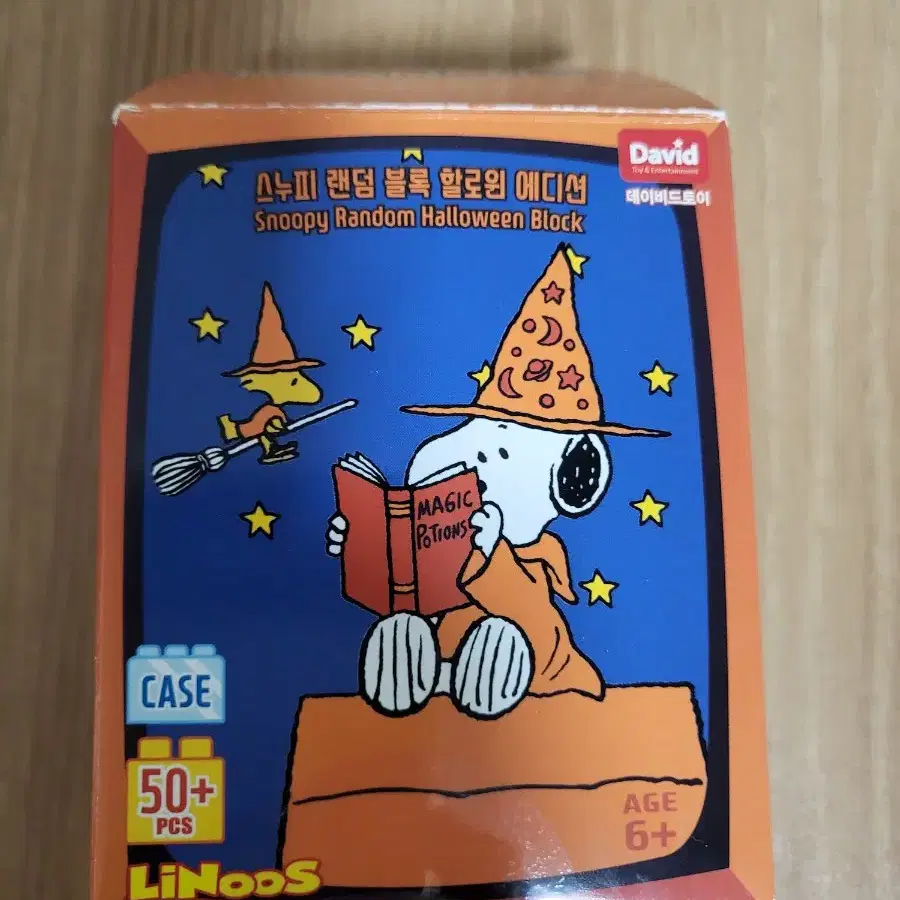 David
Toy & Entertainment
데이비드토이
스누피 랜덤 블록 할로윈 에디션
Snoopy Random Halloween Block
MAGIC
POTIONS
CASE
50+
PCS
AGE
6+
LiNooS